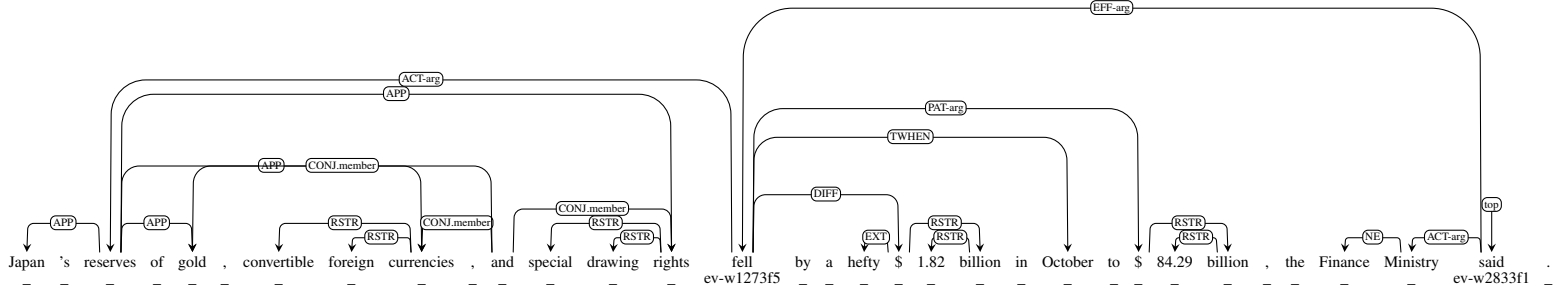 EFF-arg
ACT-arg
APP
PAT-arg
TWHEN
APP CONJ.member
DIFF
CONJ.member top
APP APP RSTR CONJ.member RSTR RSTR RSTR
RSTR RSTR EXT RSTR RSTR NE ACT-arg
Japan 's reserves of gold , convertible foreign currencies , and special drawing rights fell by a hefty $ 1.82 billion in October to $ 84.29 billion , the Finance Ministry said .
_ _ _ _ _ _ _ _ _ _ _ _ _ _ ev-w1273f5 _ _ _ _ _ _ _ _ _ _ _ _ _ _ _ _ ev-w2833f1 _